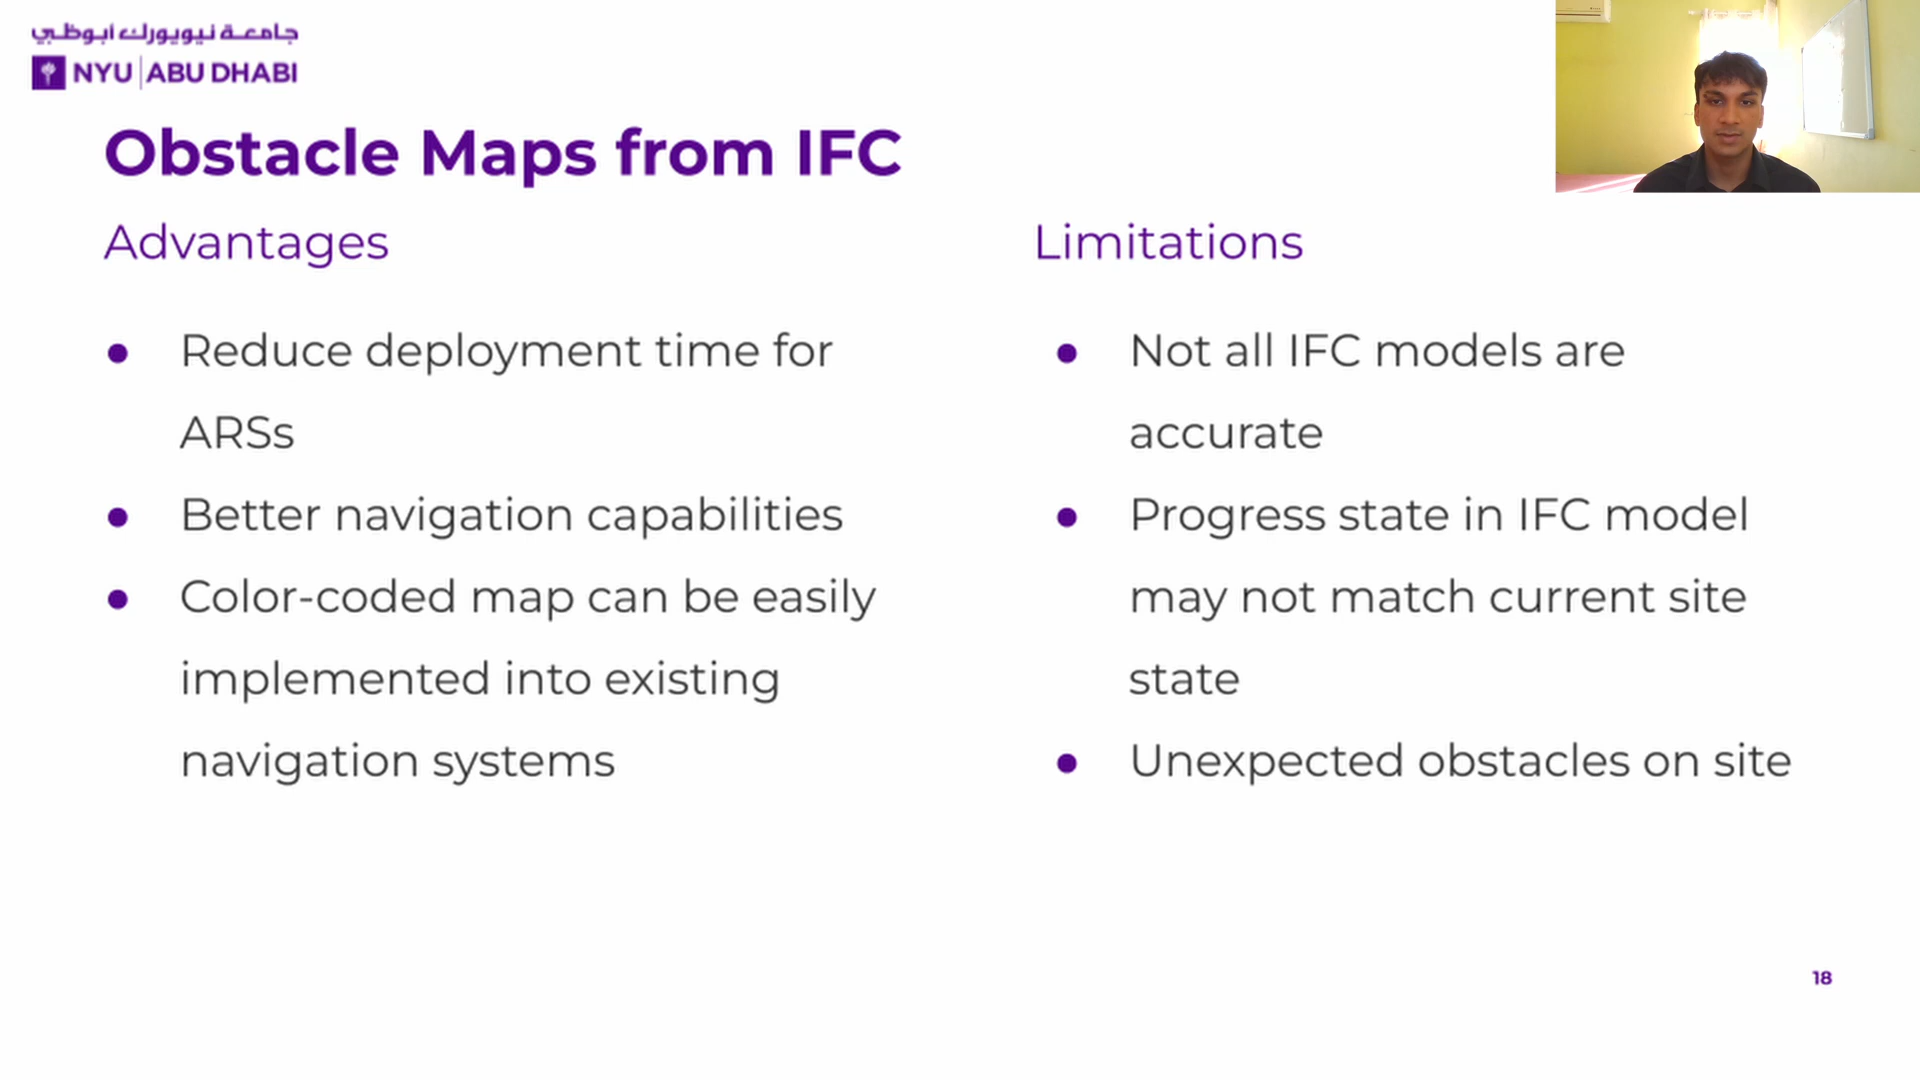 جامعة نيويورك أبوظبي
NYU ABU DHABI
Obstacle Maps from IFC
Advantages
● Reduce deployment time for
ARSs
● Better navigation capabilities
● Color-coded map can be easily
implemented into existing
navigation systems
Limitations
● Not all IFC models are
accurate
● Progress state in IFC model
may not match current site
state
● Unexpected obstacles on site
18